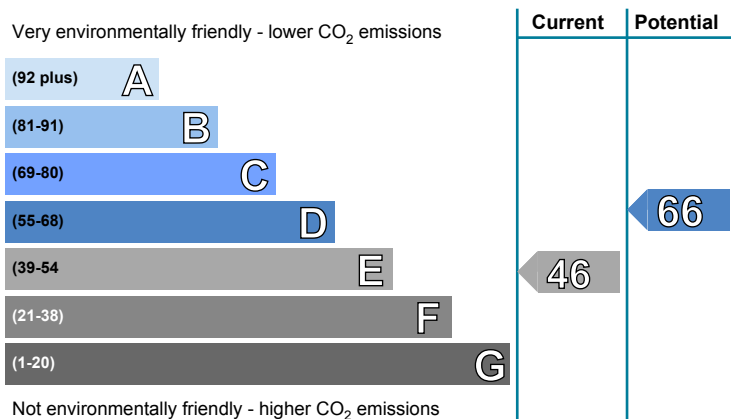 Very environmentally friendly - lower CO₂ emissions
Current
Potential
(92 plus) A
(81-91) B
(69-80) C
(55-68) D
66
(39-54 E
46
(21-38) F
(1-20) G
Not environmentally friendly - higher CO₂ emissions